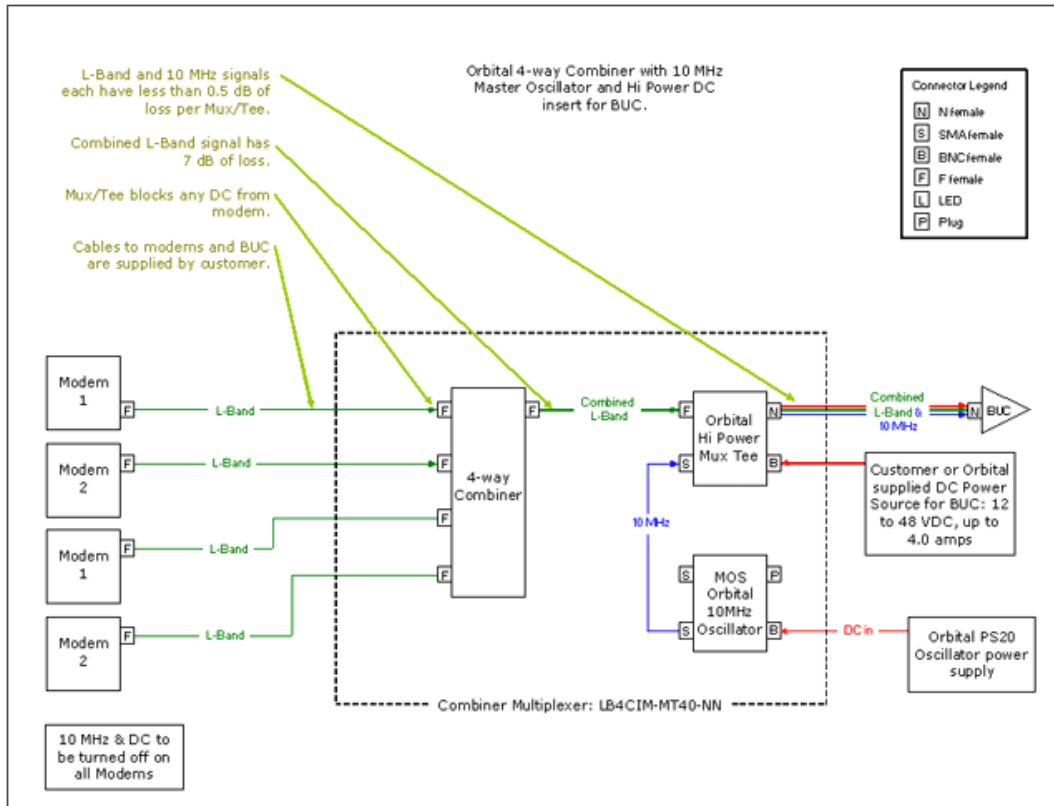 L-Band and 10 MHz signals
each have less than 0.5 dB of
loss per Mux/Tee.
Combined L-Band signal has
7 dB of loss.
Mux/Tee blocks any DC from
modem.
Cables to modems and BUC
are supplied by customer.
Orbital 4-way Combiner with 10 MHz
Master Oscillator and Hi Power DC
insert for BUC.
Connector Legend
N N female
S SMA female
B BNC female
F F female
L LED
P Plug
Modem
1
F
L-Band
F
Modem
2
F
L-Band
F
Modem
1
F
L-Band
F
Modem
2
F
L-Band
F
4-way
Combiner
F
Combined
L-Band
F
Orbital
Hi Power
Mux Tee
N
S
B
Combined
L-Band &
10 MHz
N
BUC
Customer or Orbital
supplied DC Power
Source for BUC: 12
to 48 VDC, up to
4.0 amps
10 MHz
S
P
MOS
Orbital
10MHz
Oscillator
S
B
DC in
Orbital PS20
Oscillator power
supply
Combiner Multiplexer: LB4CIM-MT40-NN
10 MHz & DC to
be turned off on
all Modems